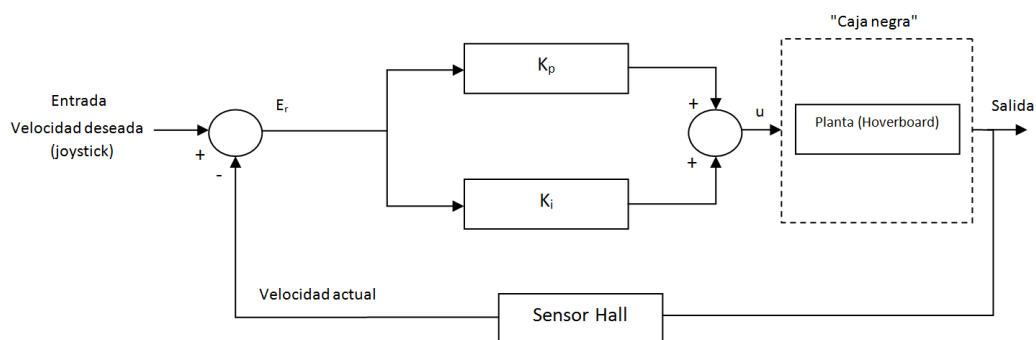 "Caja negra"
Kₚ
Entrada
Velocidad deseada
(joystick)
+
-
Eᵣ
+
+
u
Planta (Hoverboard)
Salida
Kᵢ
Velocidad actual
Sensor Hall